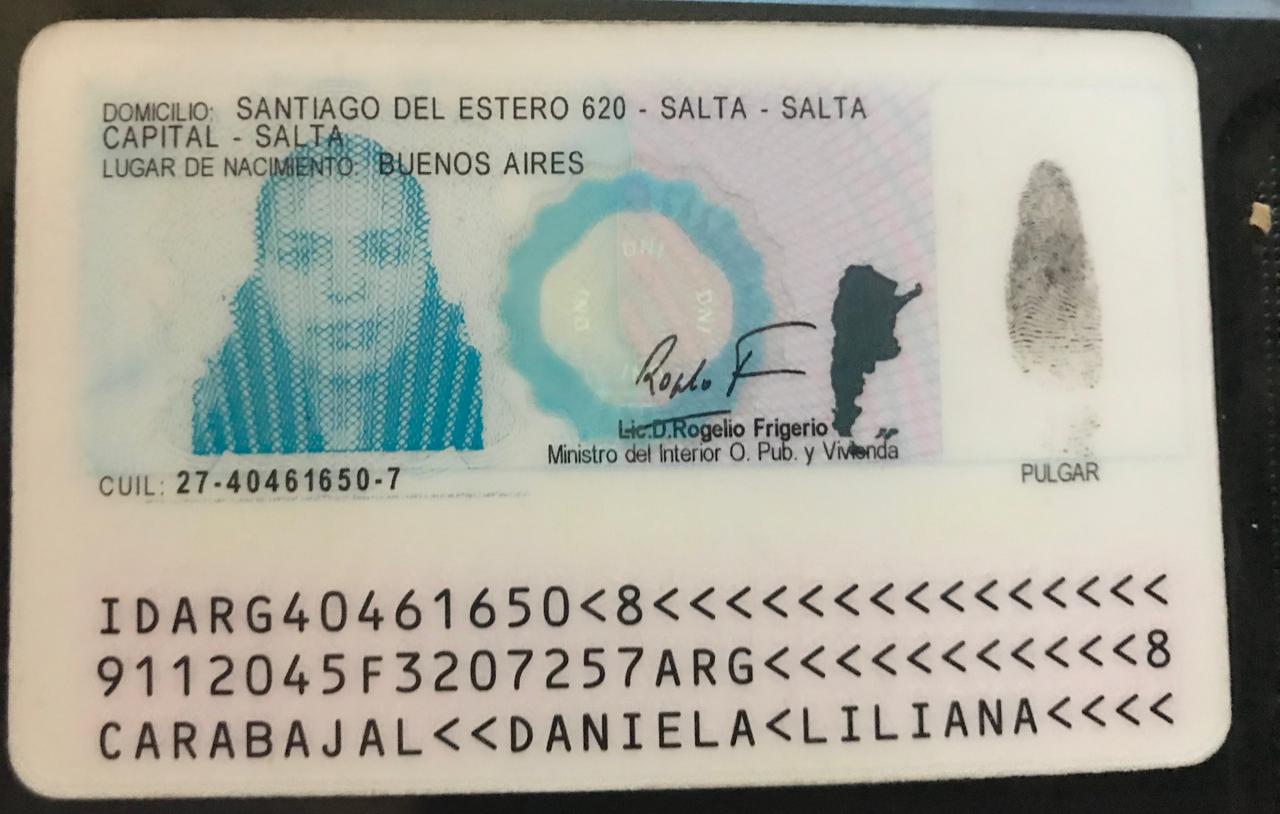 DOMICILIO: SANTIAGO DEL ESTERO 620 - SALTA - SALTA
CAPITAL - SALTA
LUGAR DE NACIMIENTO: BUENOS AIRES
DNI
DNI
DNI
Lic.D.Rogelio Frigerio
Ministro del Interior O. Pub. y Vivienda
PULGAR
CUIL: 27-40461650-7
IDARG40461650<8<<<<<<<<<<<<<<<
9112045F3207257ARG<<<<<<<<<<<8
CARABAJAL<<DANIELA<LILIANA<<<<